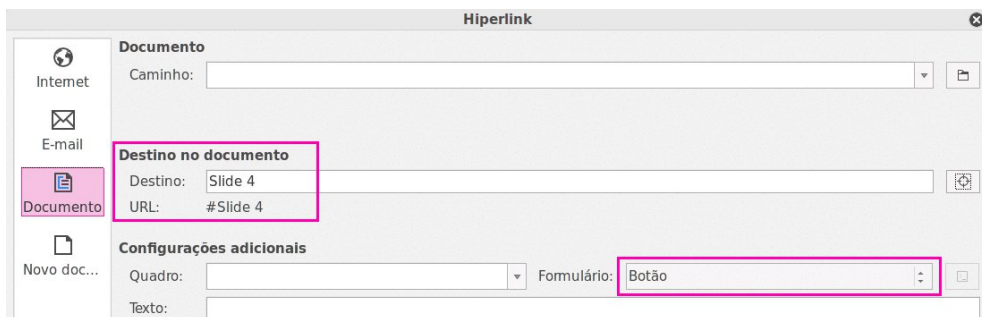 Hiperlink
Internet
E-mail
Documento
Novo doc...
Documento
Caminho:
Destino no documento
Destino: Slide 4
URL: #Slide 4
Configurações adicionais
Quadro: Formulário: Botão
Texto: